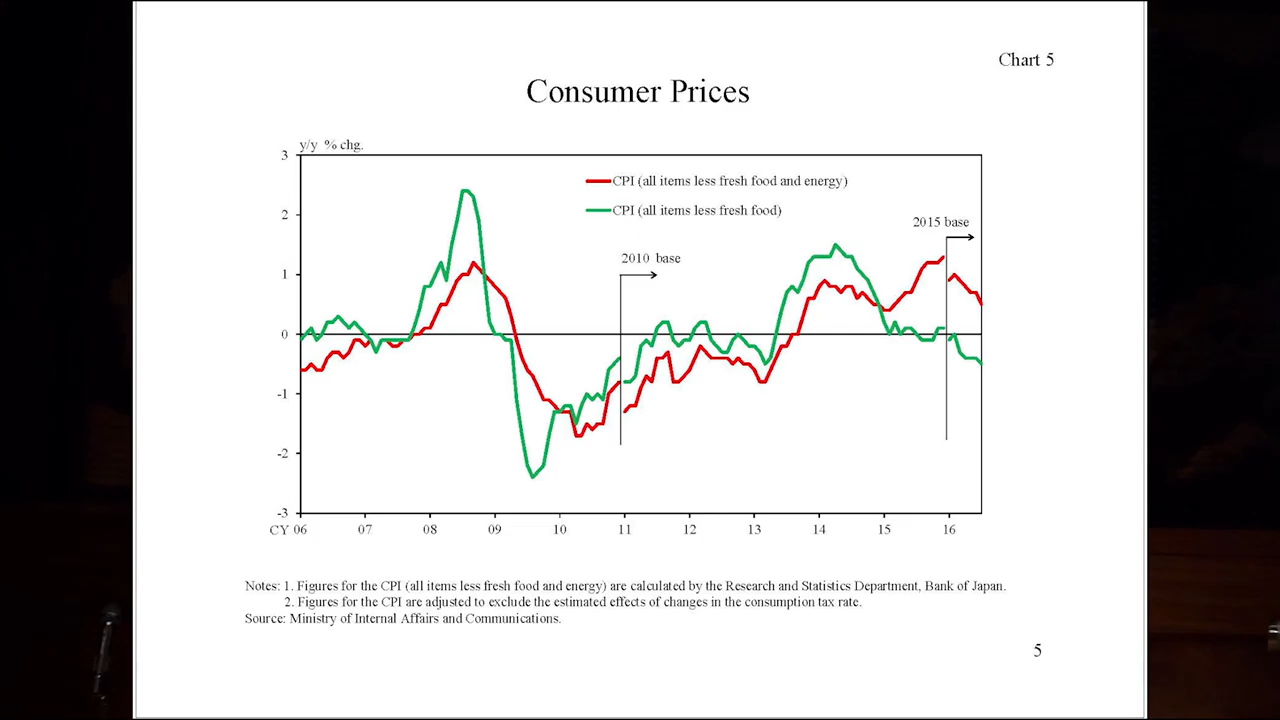 Chart 5
Consumer Prices
y/y % chg.
3
CPI (all items less fresh food and energy)
2
CPI (all items less fresh food)
2015 base
2010 base
1
0
-1
-2
-3
CY 06 07 08 09 10 11 12 13 14 15 16
Notes: 1. Figures for the CPI (all items less fresh food and energy) are calculated by the Research and Statistics Department, Bank of Japan.
2. Figures for the CPI are adjusted to exclude the estimated effects of changes in the consumption tax rate.
Source: Ministry of Internal Affairs and Communications.
5